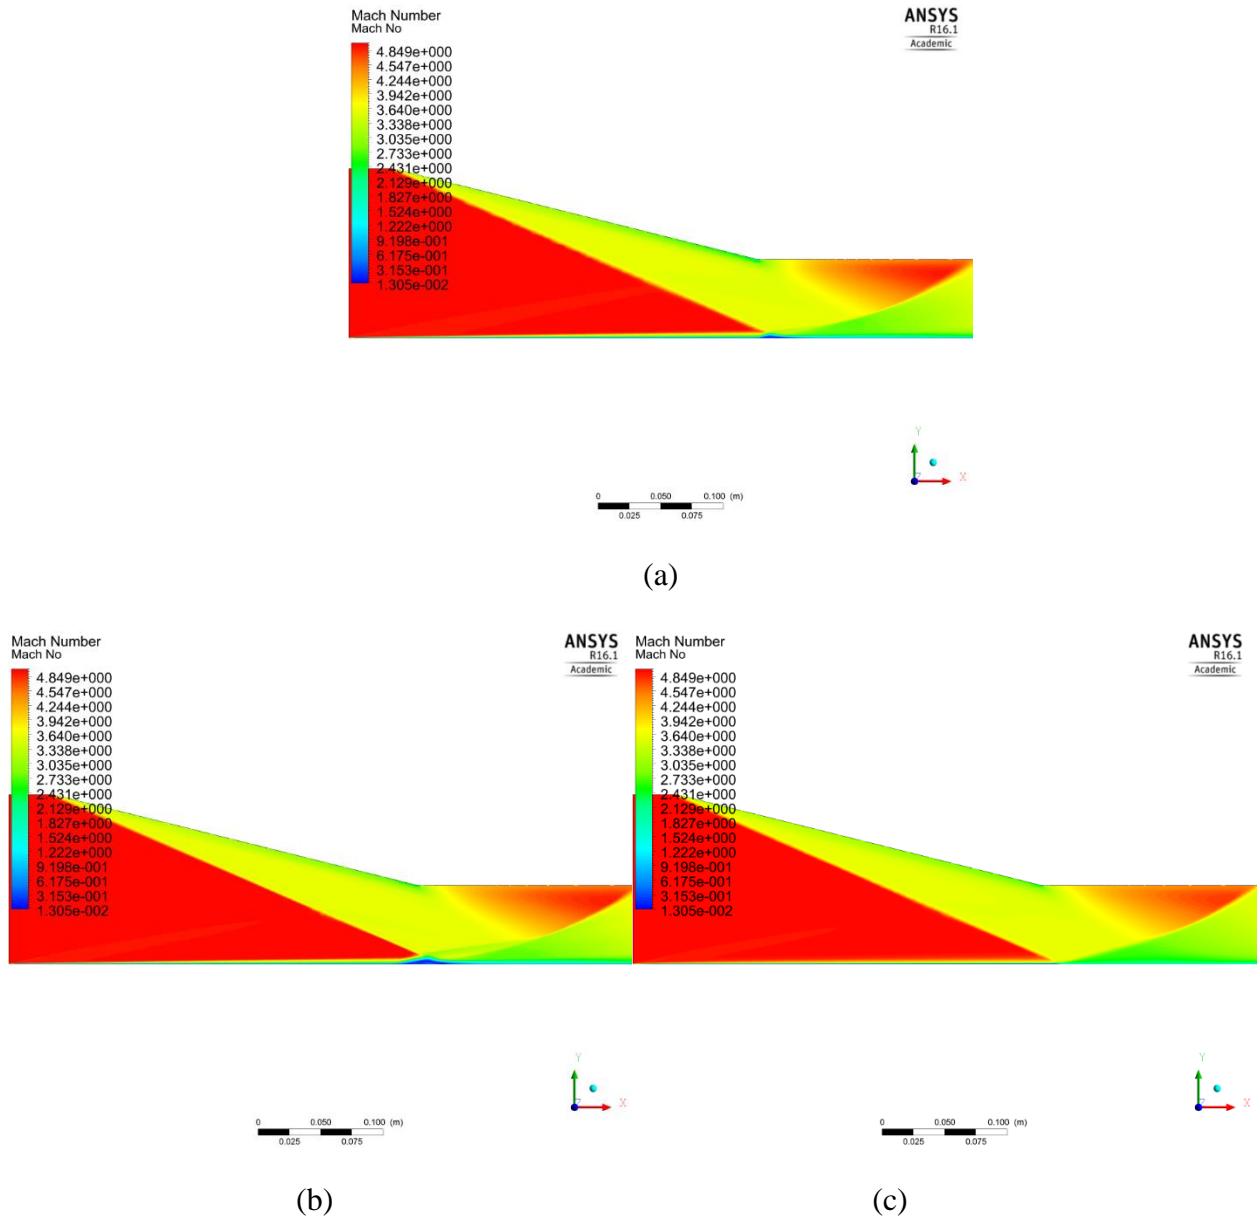 Mach Number
Mach No
4.849e+000
4.547e+000
4.244e+000
3.942e+000
3.640e+000
3.338e+000
3.035e+000
2.733e+000
2.431e+000
2.129e+000
1.827e+000
1.524e+000
1.222e+000
9.198e-001
6.175e-001
3.153e-001
1.305e-002
ANSYS
R16.1
Academic
Y
X
0 0.050 0.100 (m)
0.025 0.075
(a)
Mach Number
Mach No
4.849e+000
4.547e+000
4.244e+000
3.942e+000
3.640e+000
3.338e+000
3.035e+000
2.733e+000
2.431e+000
2.129e+000
1.827e+000
1.524e+000
1.222e+000
9.198e-001
6.175e-001
3.153e-001
1.305e-002
ANSYS
R16.1
Academic
Y
X
0 0.050 0.100 (m)
0.025 0.075
(b)
Mach Number
Mach No
4.849e+000
4.547e+000
4.244e+000
3.942e+000
3.640e+000
3.338e+000
3.035e+000
2.733e+000
2.431e+000
2.129e+000
1.827e+000
1.524e+000
1.222e+000
9.198e-001
6.175e-001
3.153e-001
1.305e-002
ANSYS
R16.1
Academic
Y
X
0 0.050 0.100 (m)
0.025 0.075
(c)